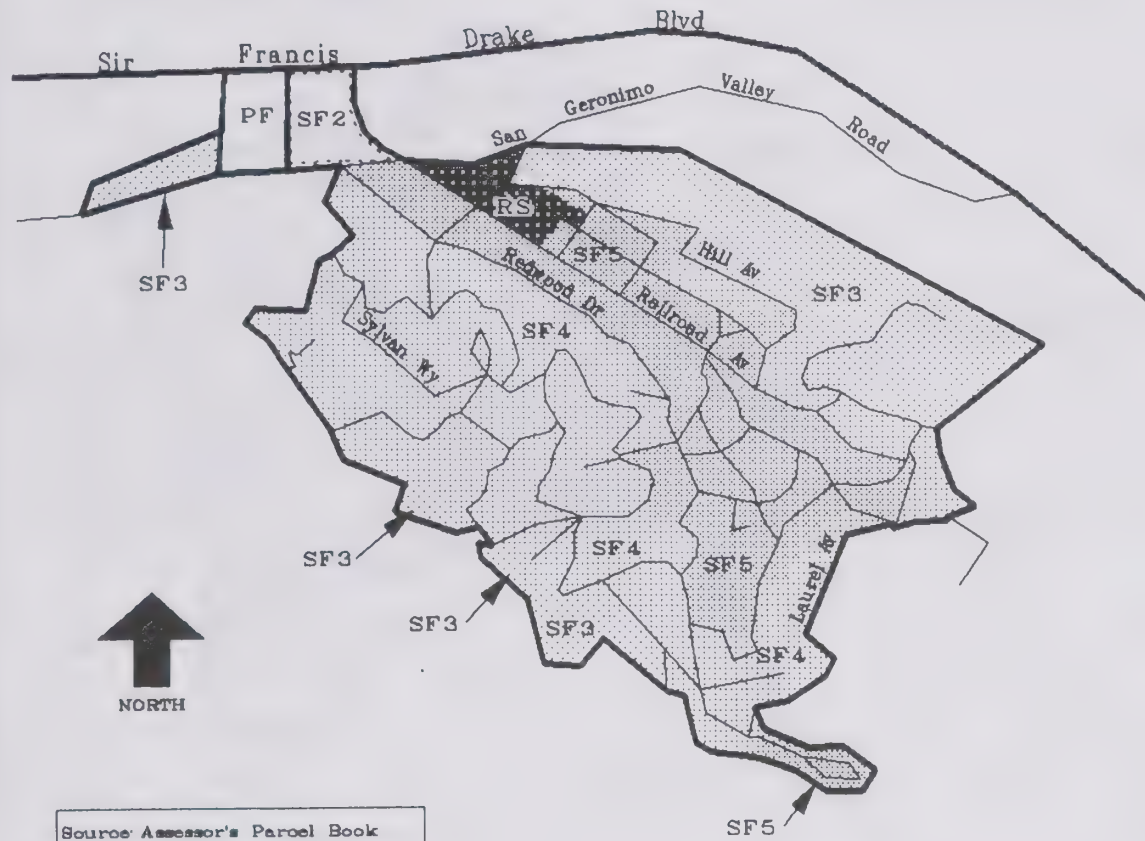 Sir Francis Drake Blvd
PF
SF2
San Geronimo Valley Road
RS
SF3
SF5
Hill Av
Redwood Dr
Railroad Av
SF3
SF4
Sylvan Wy
SF3
SF4
SF5
Laurel Av
SF3
SF3
SF4
NORTH
SF5
Source Assessor's Parcel Book